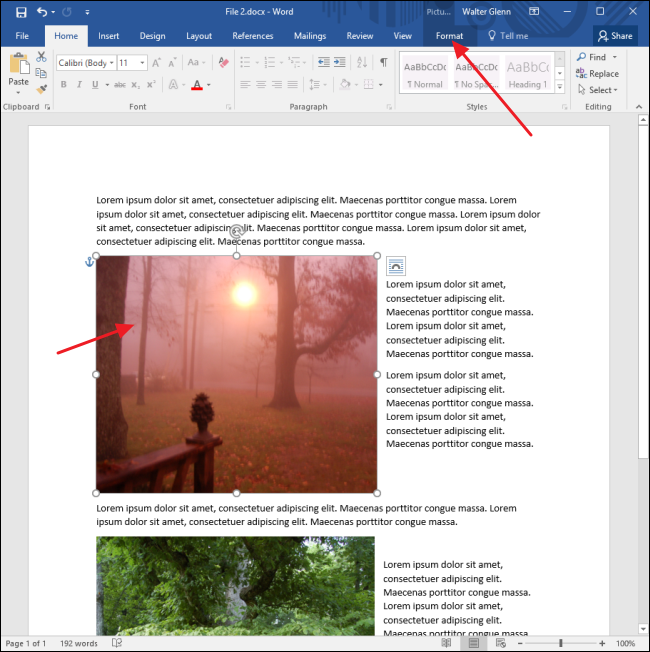 File 2.docx - Word
Pictu...
Walter Glenn
File Home Insert Design Layout References Mailings Review View Format Tell me Share
Paste
Calibri (Body 11 A A Aa
B I U abc X₂ X² A A
AaBbCcDc AaBbCcDc AaBbCc
¶ Normal ¶ No Spac... Heading 1
Find
Replace
Select
Clipboard Font Paragraph Styles Editing
Lorem ipsum dolor sit amet, consectetuer adipiscing elit. Maecenas porttitor congue massa. Lorem
ipsum dolor sit amet, consectetuer adipiscing elit. Maecenas porttitor congue massa. Lorem ipsum dolor
sit amet, consectetuer adipiscing elit. Maecenas porttitor congue massa. Lorem ipsum dolor sit amet,
consectetuer adipiscing elit. Maecenas porttitor congue massa.
Lorem ipsum dolor sit amet,
consectetuer adipiscing elit.
Maecenas porttitor congue massa.
Lorem ipsum dolor sit amet,
consectetuer adipiscing elit.
Maecenas porttitor congue massa.
Lorem ipsum dolor sit amet,
consectetuer adipiscing elit.
Maecenas porttitor congue massa.
Lorem ipsum dolor sit amet,
consectetuer adipiscing elit.
Maecenas porttitor congue massa.
Lorem ipsum dolor sit amet, consectetuer adipiscing elit. Maecenas porttitor congue massa. Lorem
ipsum dolor sit amet, consectetuer adipiscing elit. Maecenas porttitor congue massa.
Lorem ipsum dolor sit amet,
consectetuer adipiscing elit.
Maecenas porttitor congue massa.
Lorem ipsum dolor sit amet,
consectetuer adipiscing elit.
Maecenas porttitor congue massa.
Page 1 of 1 192 words 100%